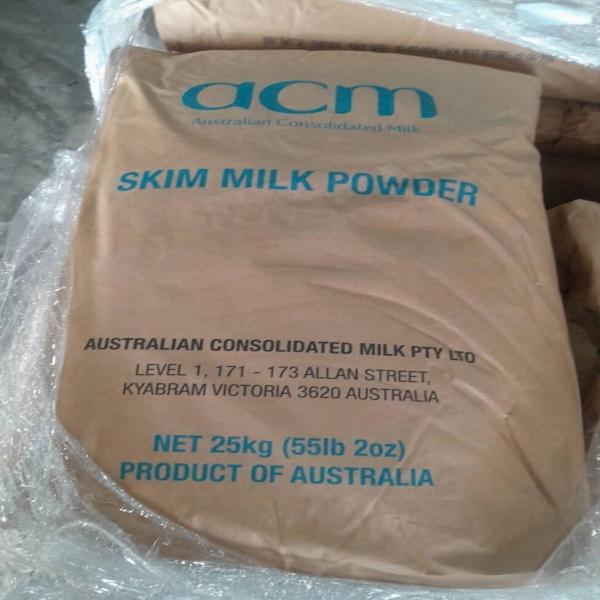 acm
Australian Consolidated Milk
SKIM MILK POWDER
AUSTRALIAN CONSOLIDATED MILK PTY LTD
LEVEL 1, 171 - 173 ALLAN STREET,
KYABRAM VICTORIA 3620 AUSTRALIA
NET 25kg (55lb 2oz)
PRODUCT OF AUSTRALIA